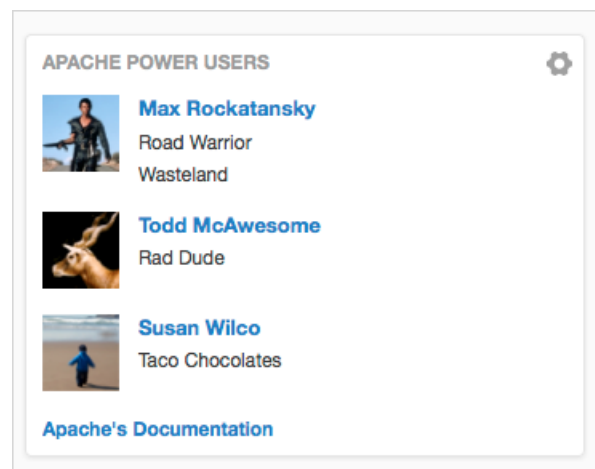 APACHE POWER USERS
Max Rockatansky
Road Warrior
Wasteland
Todd McAwesome
Rad Dude
Susan Wilco
Taco Chocolates
Apache's Documentation